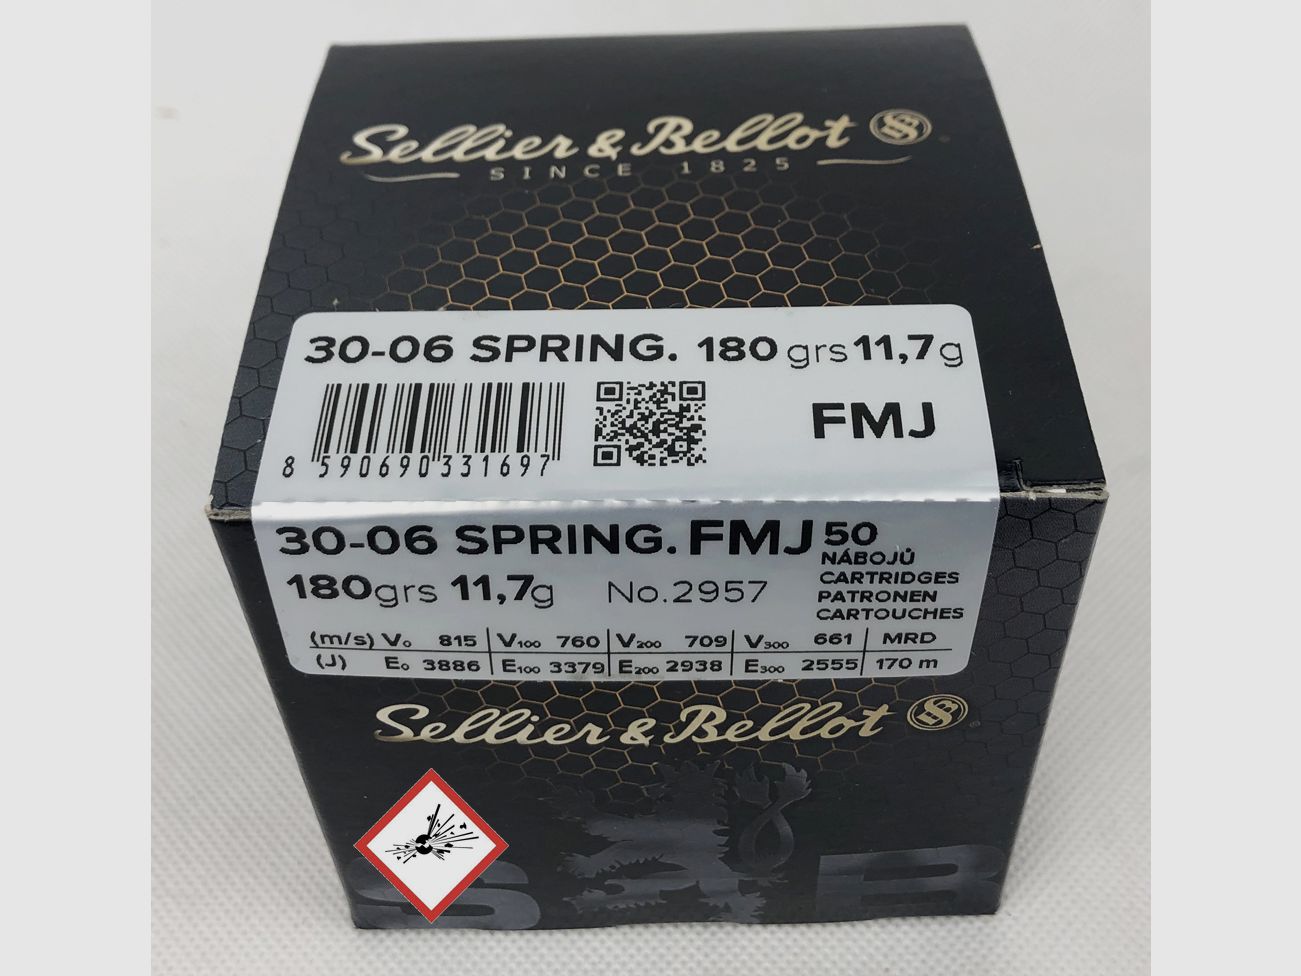 Sellier & Bellot SB
SINCE 1825
30-06 SPRING. 180 grs 11,7g
FMJ
8 590690 331697
30-06 SPRING. FMJ 50
NÁBOJŮ
CARTRIDGES
180grs 11,7g No.2957
PATRONEN
CARTOUCHES
(m/s) V₀ 815 V₁₀₀ 760 V₂₀₀ 709 V₃₀₀ 661 MRD
(J) E₀ 3886 E₁₀₀ 3379 E₂₀₀ 2938 E₃₀₀ 2555 170 m
Sellier & Bellot SB
S B